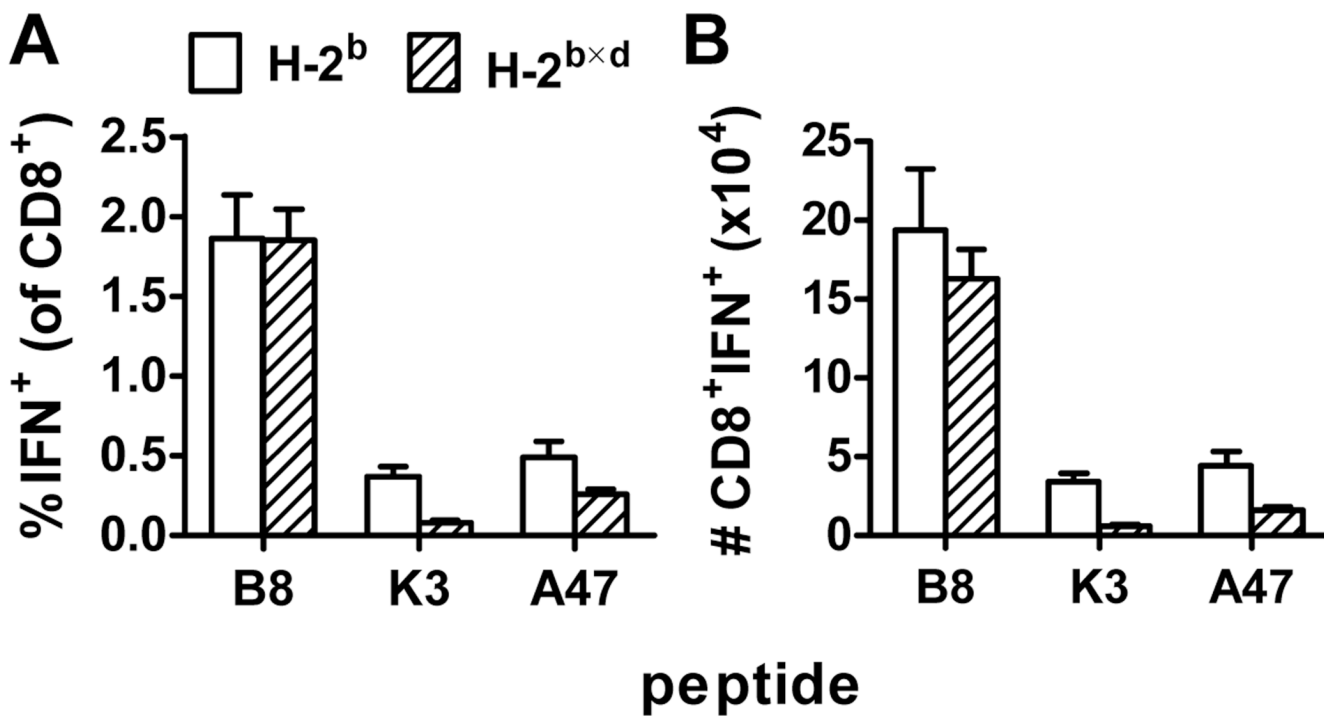 A
H-2ᵇ
H-2ᵇˣᵈ
B
%IFN⁺ (of CD8⁺)
2.5
2.0
1.5
1.0
0.5
0.0
B8 K3 A47
# CD8⁺IFN⁺ (x10⁴)
25
20
15
10
5
0
B8 K3 A47
peptide